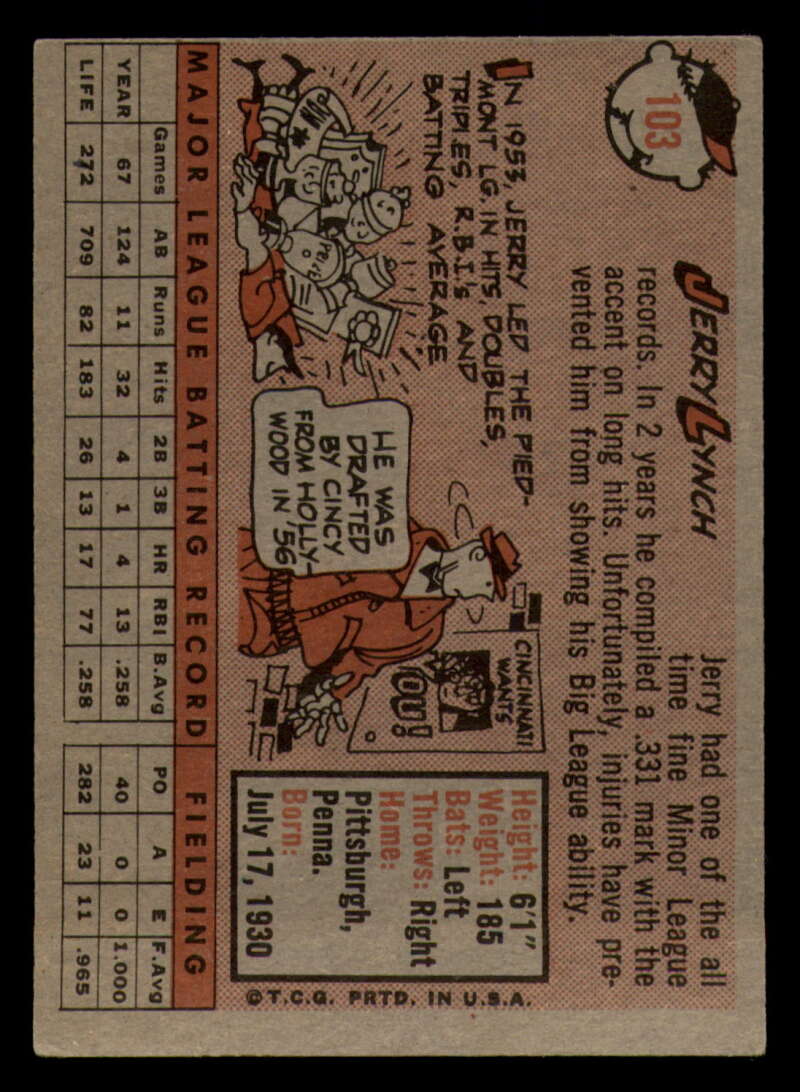 103
JERRY LYNCH
Jerry had one of the all
time fine Minor League
records. In 2 years he compiled a .331 mark with the
accent on long hits. Unfortunately, injuries have pre-
vented him from showing his Big League ability.
IN 1953, JERRY LED THE PIED-
MONT LG. IN HITS, DOUBLES,
TRIPLES, R.B.I.'s AND
BATTING AVERAGE
HE WAS
DRAFTED
BY CINCY
FROM HOLLY-
WOOD IN '56
CINCINNATI
WANTS
YOU!
Height: 6'1"
Weight: 185
Bats: Left
Throws: Right
Home:
Pittsburgh,
Penna.
Born:
July 17, 1930
©T.C.G. PRTD. IN U.S.A.
MAJOR LEAGUE BATTING RECORD FIELDING
Games AB Runs Hits 2B 3B HR RBI B.Avg PO A E F.Avg
YEAR 67 124 11 32 4 1 4 13 .258 40 0 0 1.000
LIFE 272 709 82 183 26 13 17 77 .258 282 23 11 .965